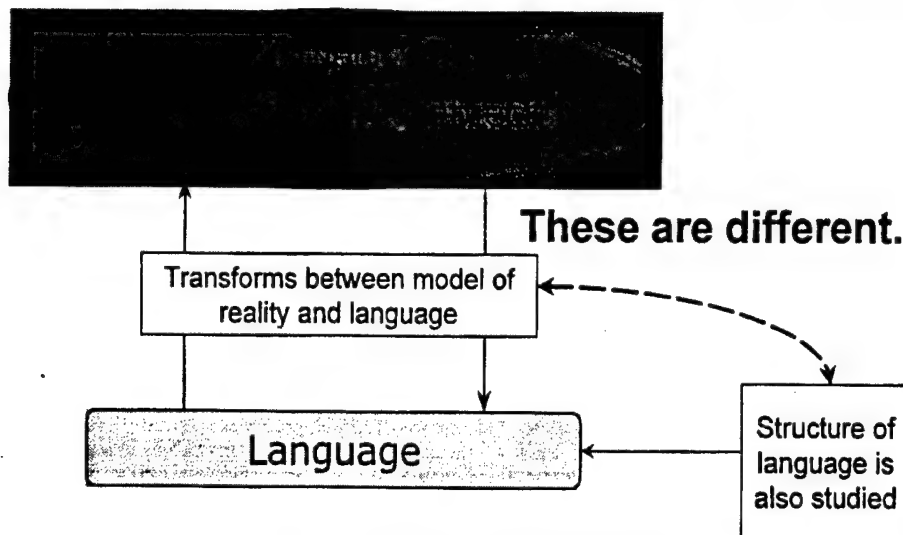 These are different.
Transforms between model of
reality and language
Language
Structure of
language is
also studied